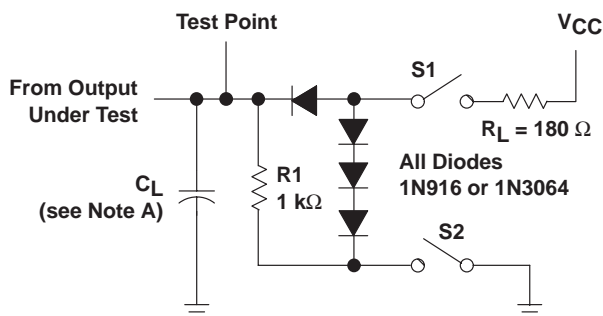 Test Point
VCC
S1
From Output
Under Test
RL = 180 Ω
All Diodes
1N916 or 1N3064
R1
1 kΩ
CL
(see Note A)
S2